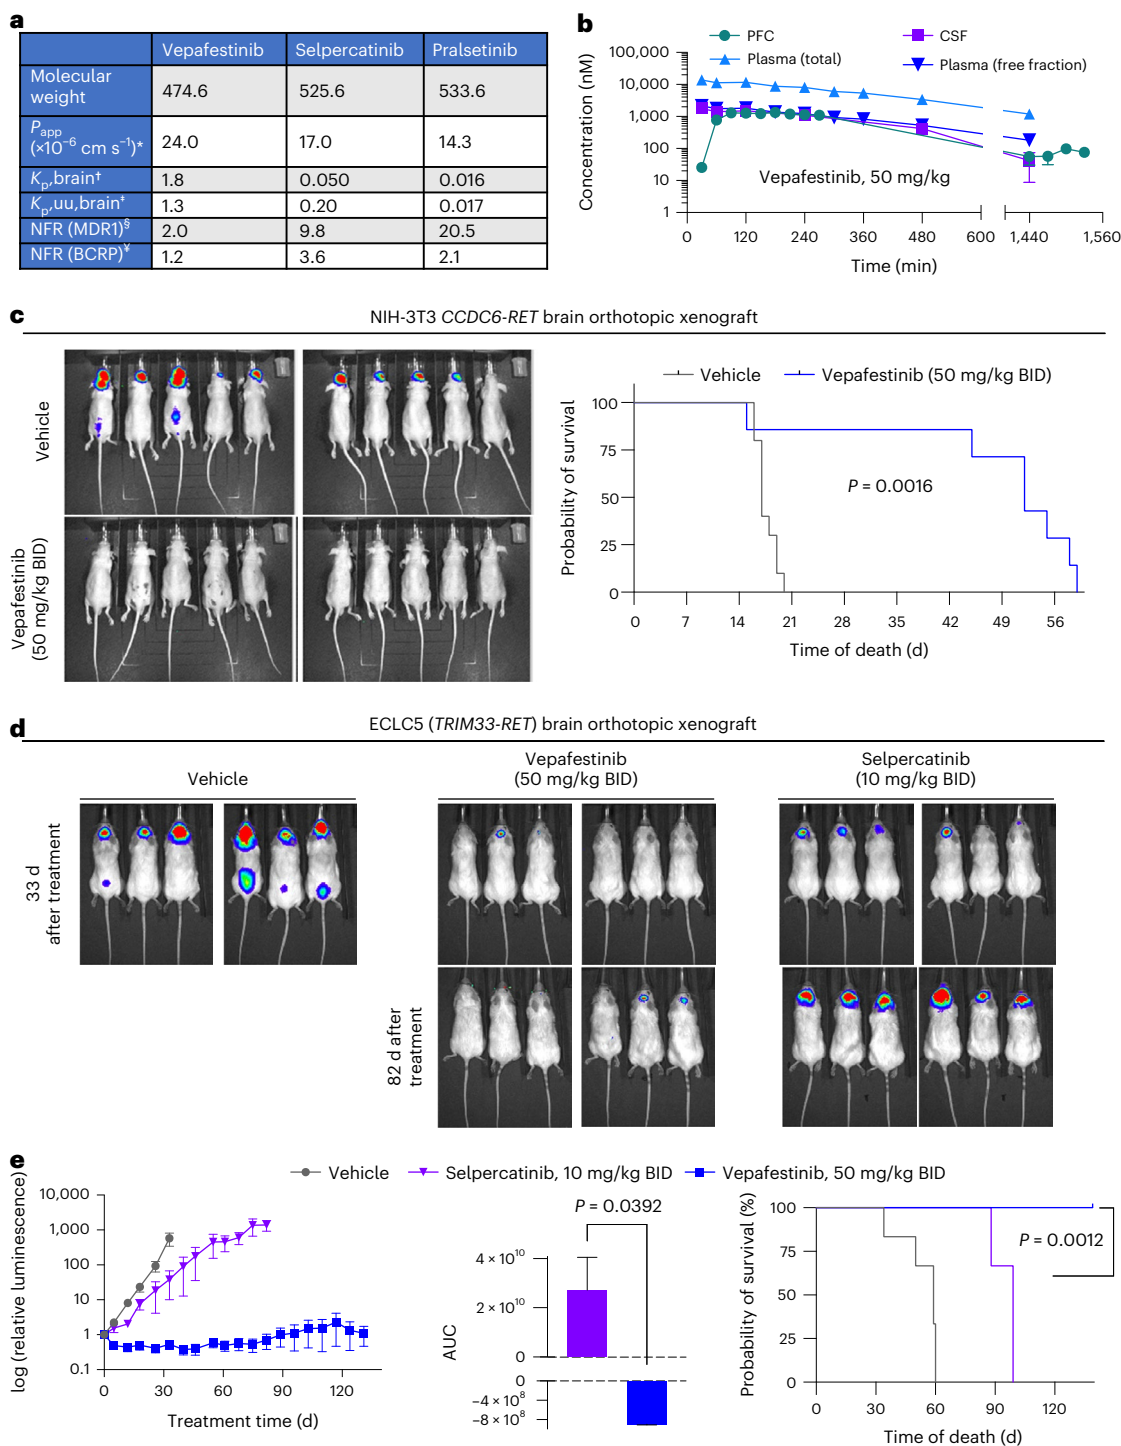 a
Vepafestinib Selpercatinib Pralsetinib
Molecular
weight 474.6 525.6 533.6
Papp
(×10⁻⁶ cm s⁻¹)* 24.0 17.0 14.3
Kp,brain† 1.8 0.050 0.016
Kp,uu,brain‡ 1.3 0.20 0.017
NFR (MDR1)§ 2.0 9.8 20.5
NFR (BCRP)¥ 1.2 3.6 2.1
b
PFC CSF
Plasma (total) Plasma (free fraction)
Concentration (nM)
100,000
10,000
1,000
100
10
1
Vepafestinib, 50 mg/kg
0 120 240 360 480 600 1,440 1,560
Time (min)
c
NIH-3T3 CCDC6-RET brain orthotopic xenograft
Vehicle
Vepafestinib
(50 mg/kg BID)
Vehicle Vepafestinib (50 mg/kg BID)
Probability of survival
100
75
50
25
0
P = 0.0016
0 7 14 21 28 35 42 49 56
Time of death (d)
d
ECLC5 (TRIM33-RET) brain orthotopic xenograft
Vehicle
Vepafestinib
(50 mg/kg BID)
Selpercatinib
(10 mg/kg BID)
33 d
after treatment
82 d after
treatment
e
Vehicle Selpercatinib, 10 mg/kg BID Vepafestinib, 50 mg/kg BID
log (relative luminescence)
10,000
1,000
100
10
1
0.1
0 30 60 90 120
Treatment time (d)
P = 0.0392
AUC
4 × 10¹⁰
2 × 10¹⁰
0
0
−4 × 10⁸
−8 × 10⁸
Probability of survival (%)
100
75
50
25
0
P = 0.0012
0 30 60 90 120
Time of death (d)